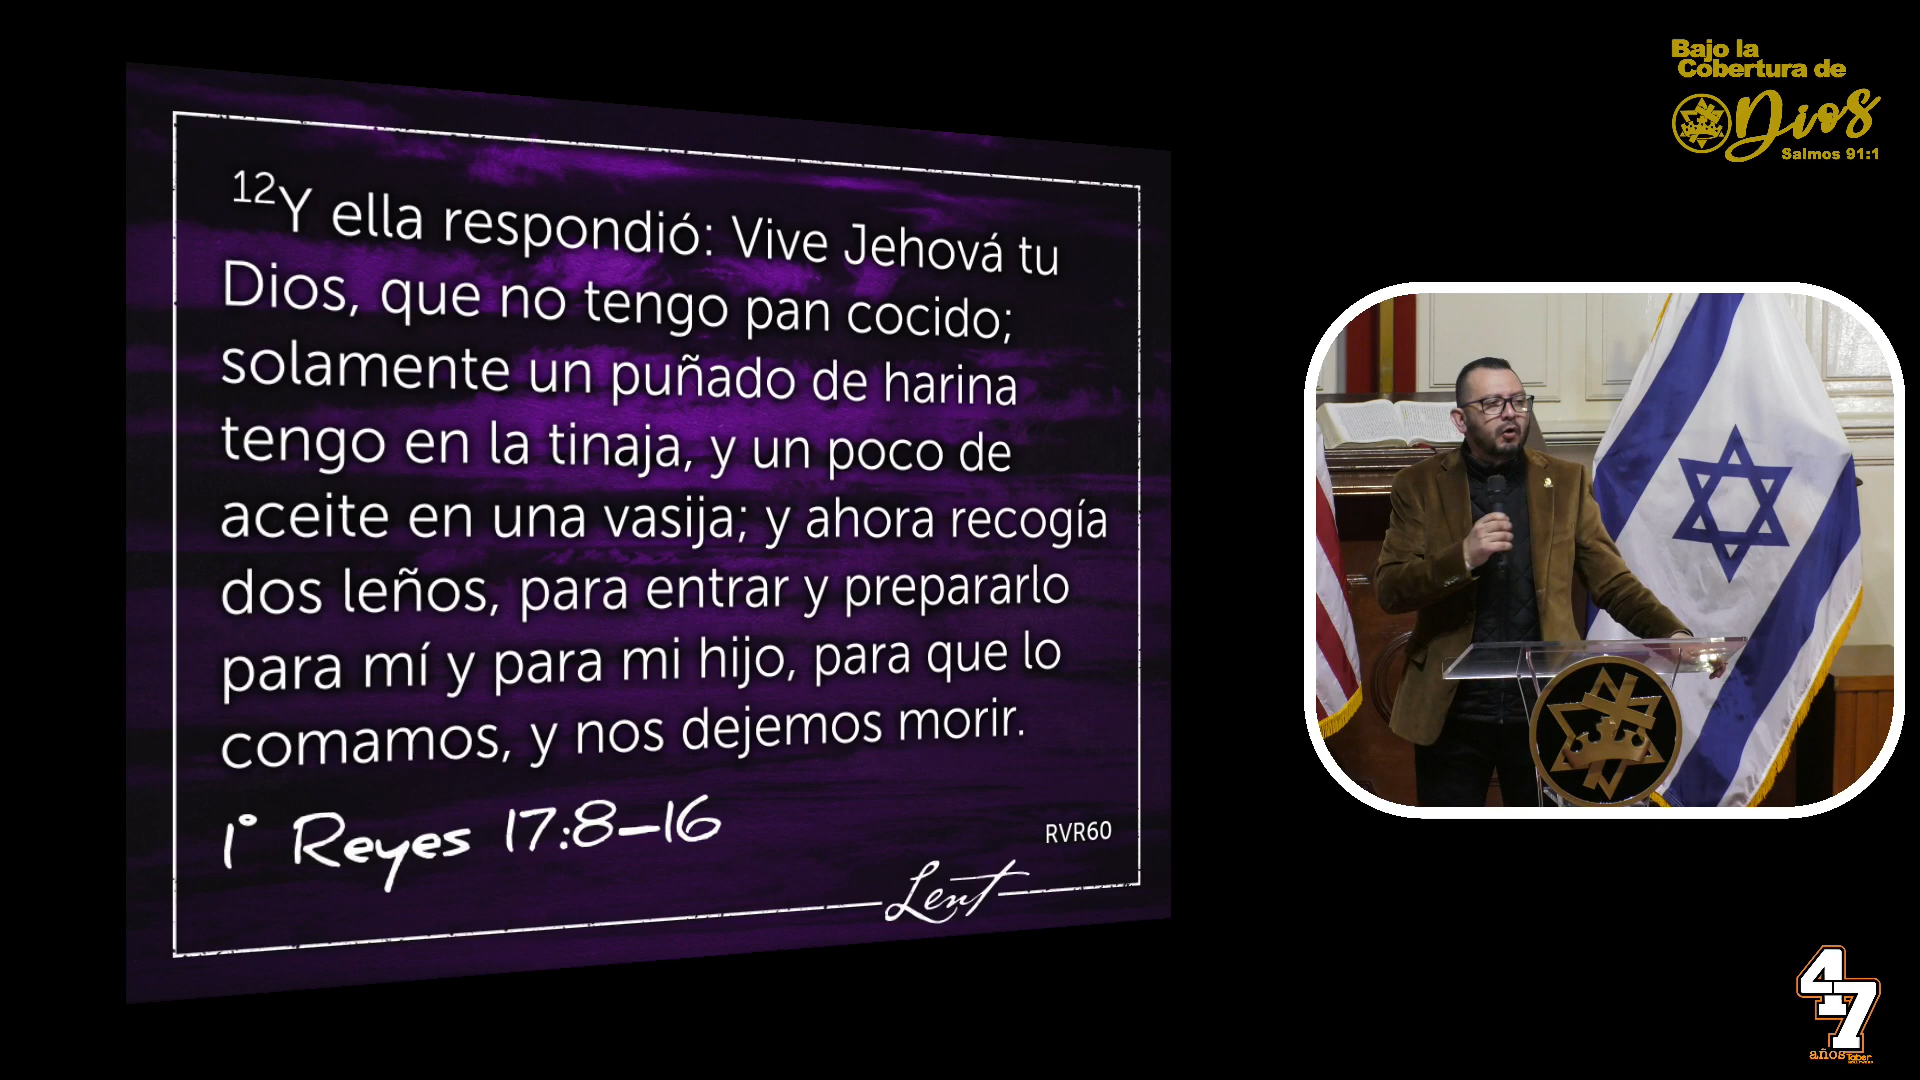 12Y ella respondió: Vive Jehová tu
Dios, que no tengo pan cocido;
solamente un puñado de harina
tengo en la tinaja, y un poco de
aceite en una vasija; y ahora recogía
dos leños, para entrar y prepararlo
para mí y para mi hijo, para que lo
comamos, y nos dejemos morir.
1° Reyes 17:8-16
RVR60
Lent
Bajo la
Cobertura de
Dios
Salmos 91:1
47
años Taber